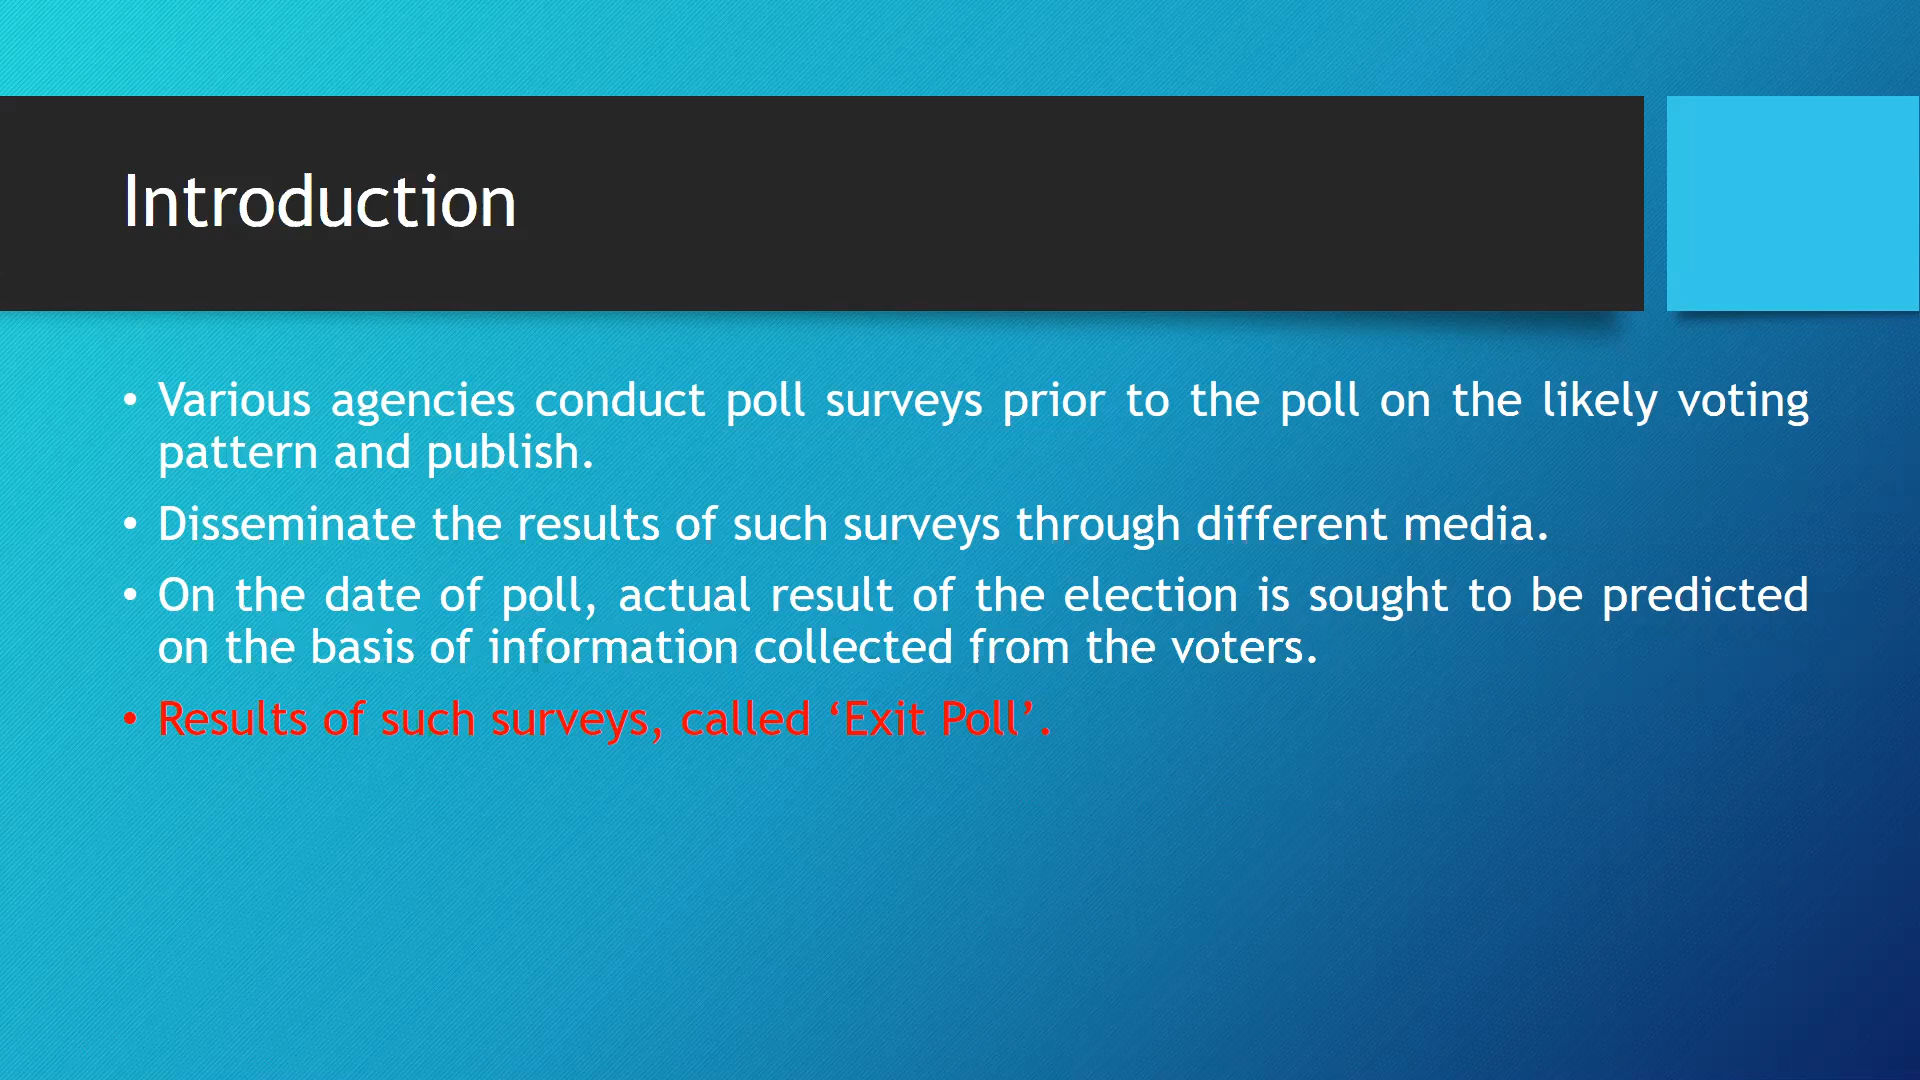 Introduction
• Various agencies conduct poll surveys prior to the poll on the likely voting
pattern and publish.
• Disseminate the results of such surveys through different media.
• On the date of poll, actual result of the election is sought to be predicted
on the basis of information collected from the voters.
• Results of such surveys, called ‘Exit Poll’.